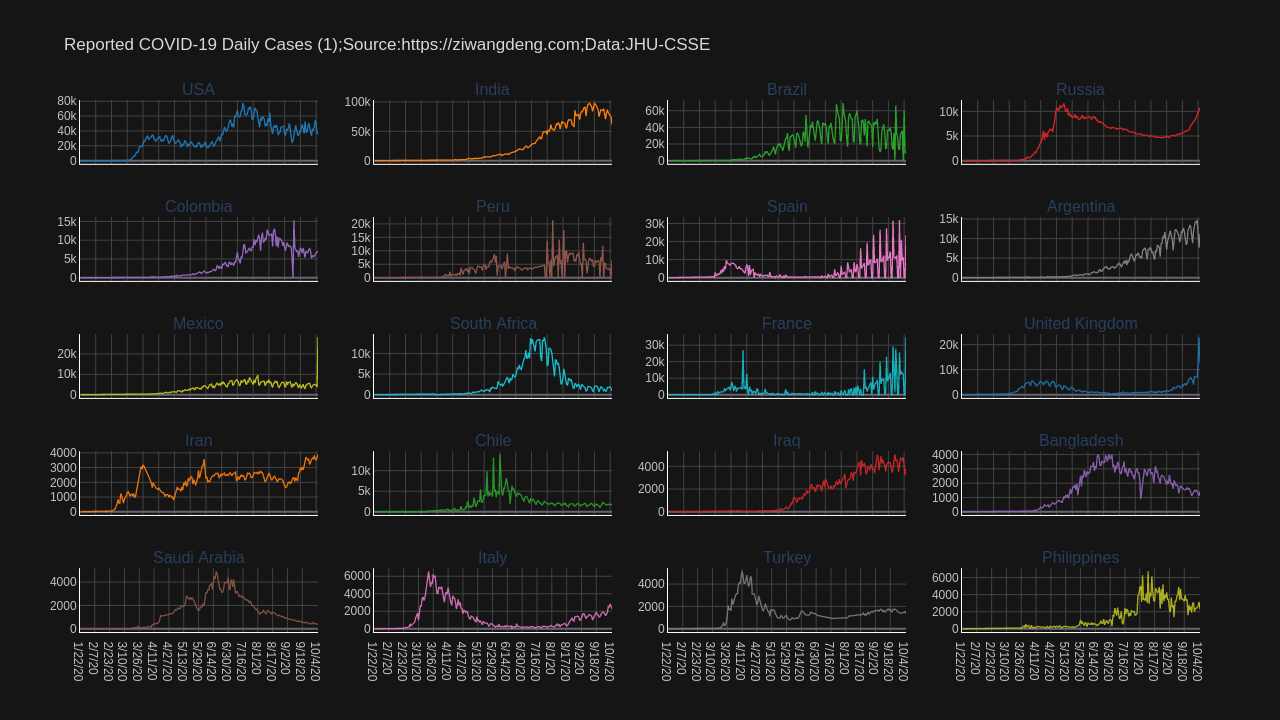 Reported COVID-19 Daily Cases (1);Source:https://ziwangdeng.com;Data:JHU-CSSE
USA
80k
60k
40k
20k
0
India
100k
50k
0
Brazil
60k
40k
20k
0
Russia
10k
5k
0
Colombia
15k
10k
5k
0
Peru
20k
15k
10k
5k
0
Spain
30k
20k
10k
0
Argentina
15k
10k
5k
0
Mexico
20k
10k
0
South Africa
10k
5k
0
France
30k
20k
10k
0
United Kingdom
20k
10k
0
Iran
4000
3000
2000
1000
0
Chile
10k
5k
0
Iraq
4000
2000
0
Bangladesh
4000
3000
2000
1000
0
Saudi Arabia
4000
2000
0
Italy
6000
4000
2000
0
Turkey
4000
2000
0
Philippines
6000
4000
2000
0
1/22/20 2/7/20 2/23/20 3/10/20 3/26/20 4/11/20 4/27/20 5/13/20 5/29/20 6/14/20 6/30/20 7/16/20 8/1/20 8/17/20 9/2/20 9/18/20 10/4/20
1/22/20 2/7/20 2/23/20 3/10/20 3/26/20 4/11/20 4/27/20 5/13/20 5/29/20 6/14/20 6/30/20 7/16/20 8/1/20 8/17/20 9/2/20 9/18/20 10/4/20
1/22/20 2/7/20 2/23/20 3/10/20 3/26/20 4/11/20 4/27/20 5/13/20 5/29/20 6/14/20 6/30/20 7/16/20 8/1/20 8/17/20 9/2/20 9/18/20 10/4/20
1/22/20 2/7/20 2/23/20 3/10/20 3/26/20 4/11/20 4/27/20 5/13/20 5/29/20 6/14/20 6/30/20 7/16/20 8/1/20 8/17/20 9/2/20 9/18/20 10/4/20